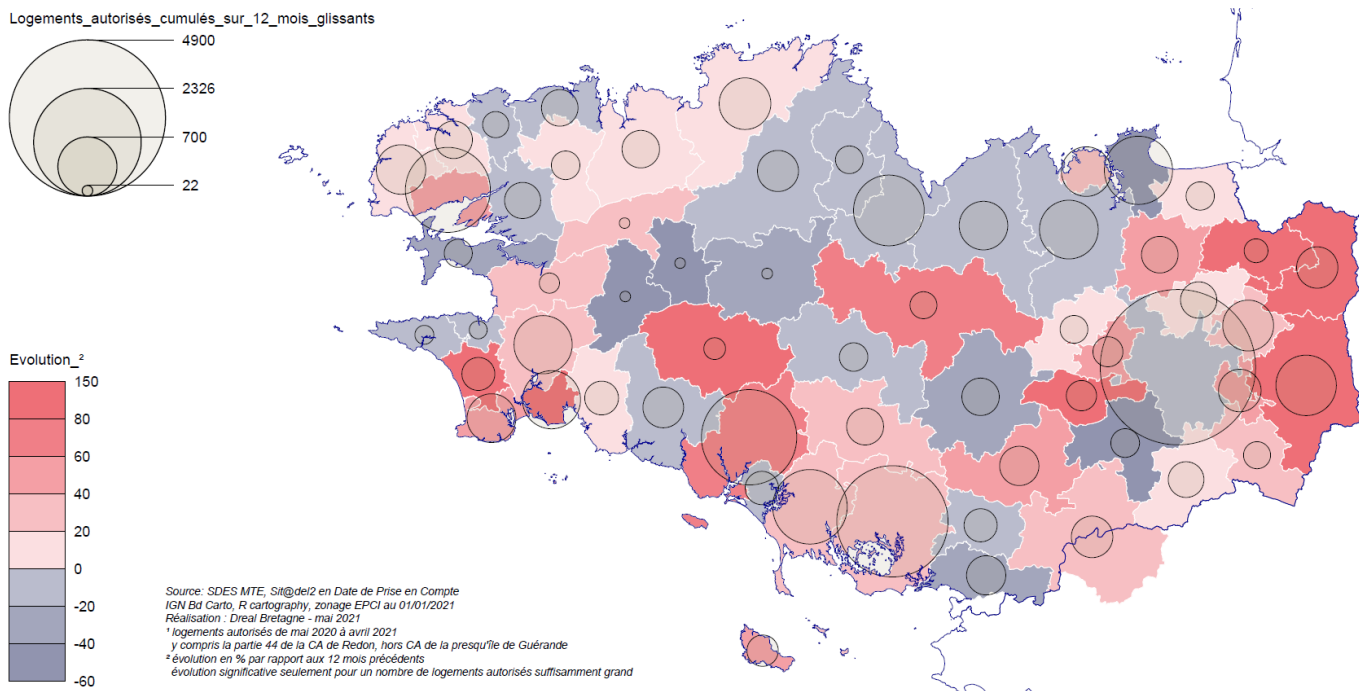 Logements_autorisés_cumulés_sur_12_mois_glissants
4900
2326
700
22
Evolution_²
150
80
60
40
20
0
-20
-40
-60
Source: SDES MTE, Sit@del2 en Date de Prise en Compte
IGN Bd Carto, R cartography, zonage EPCI au 01/01/2021
Réalisation : Dreal Bretagne - mai 2021
¹ logements autorisés de mai 2020 à avril 2021
y compris la partie 44 de la CA de Redon, hors CA de la presqu'île de Guérande
² évolution en % par rapport aux 12 mois précédents
évolution significative seulement pour un nombre de logements autorisés suffisamment grand